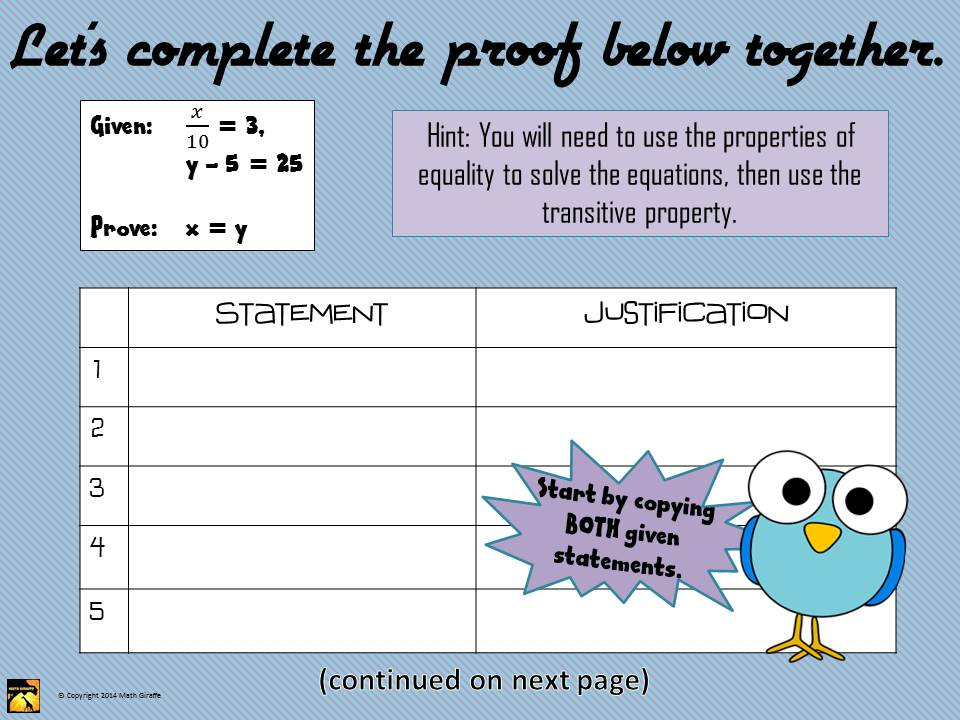 Let's complete the proof below together.
Given: x/10 = 3,
y – 5 = 25
Prove: x = y
Hint: You will need to use the properties of
equality to solve the equations, then use the
transitive property.
STATEMENT JUSTIFICATION
1
2
3
4
5
Start by copying
BOTH given
statements.
(continued on next page)
MATH GIRAFFE
© Copyright 2014 Math Giraffe